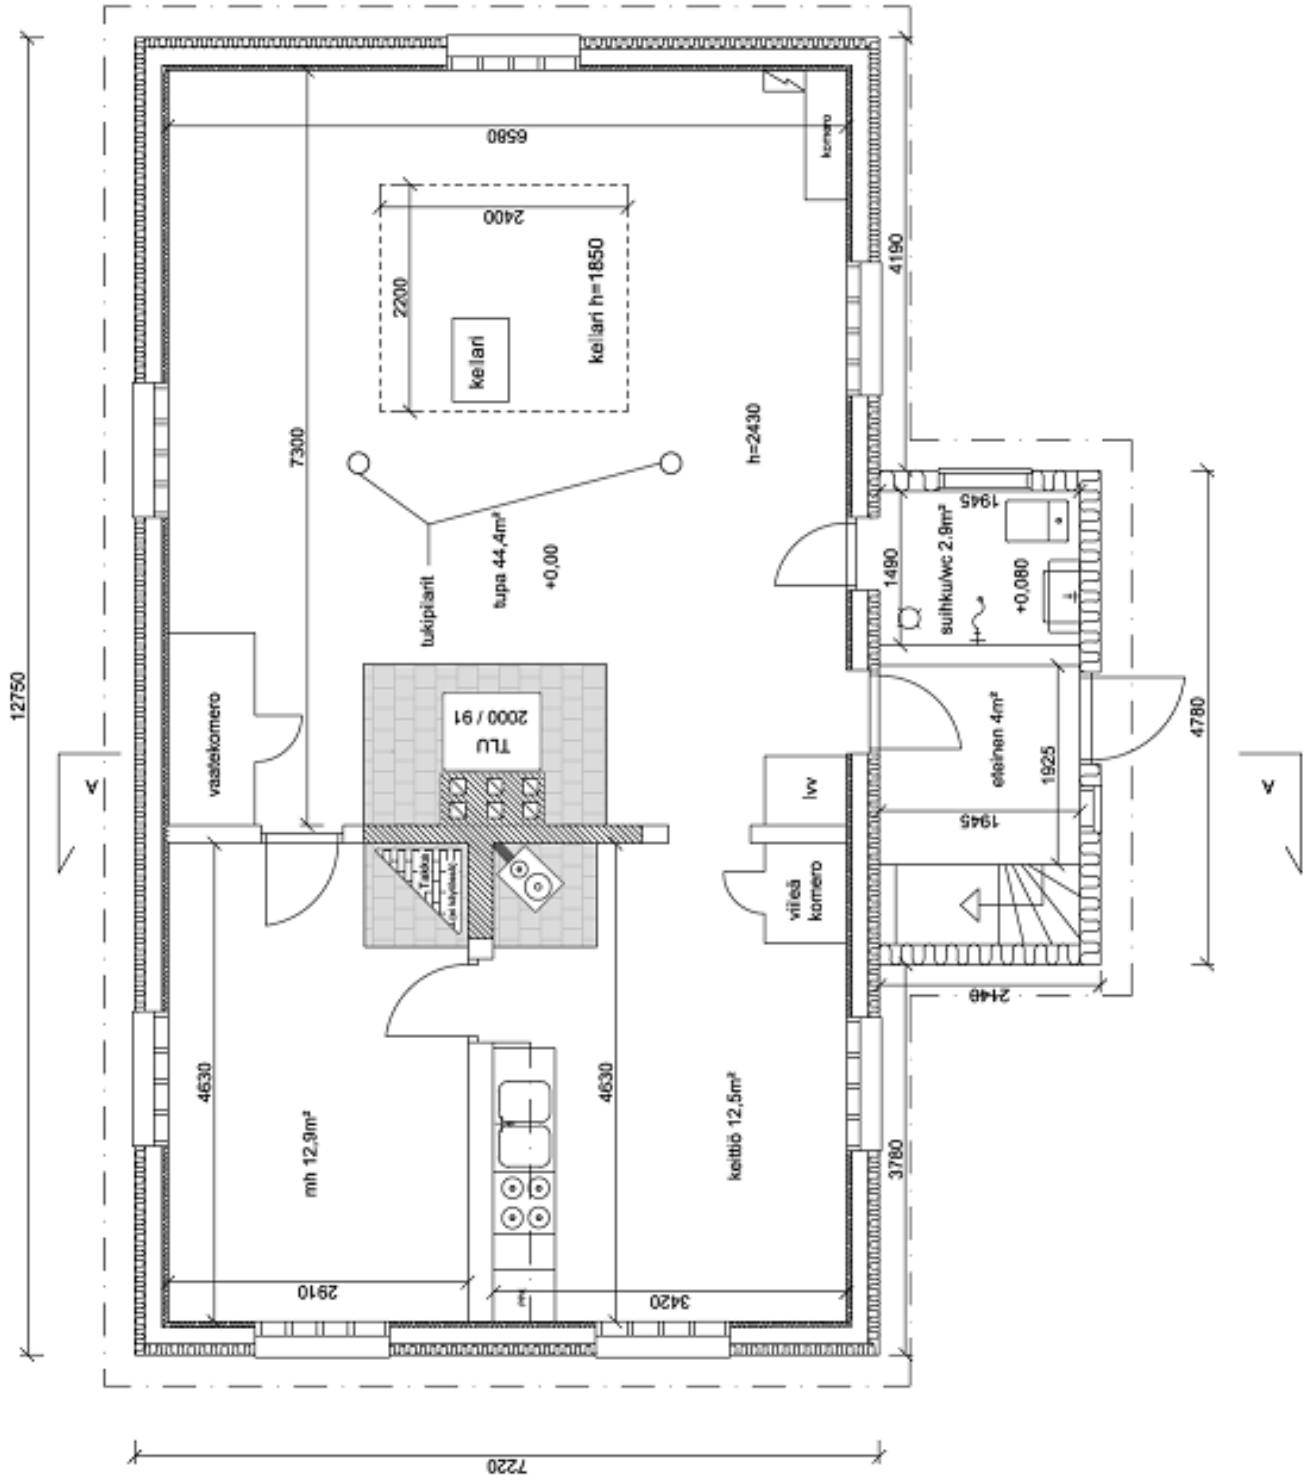 12750
7220
6580
7300
2400
2200
kellari
kellari h=1850
komero
4190
h=2430
tukipilarit
tupa 44,4m²
+0,00
vaatekomero
TLU
2000 / 91
Takka
lvv
viileä
komero
1945
1490
suihku/wc 2.9m²
+0,080
eteinen 4m²
1925
1945
4780
2140
A
A
4630
mh 12,9m²
2910
4630
keittiö 12,5m²
3420
3780